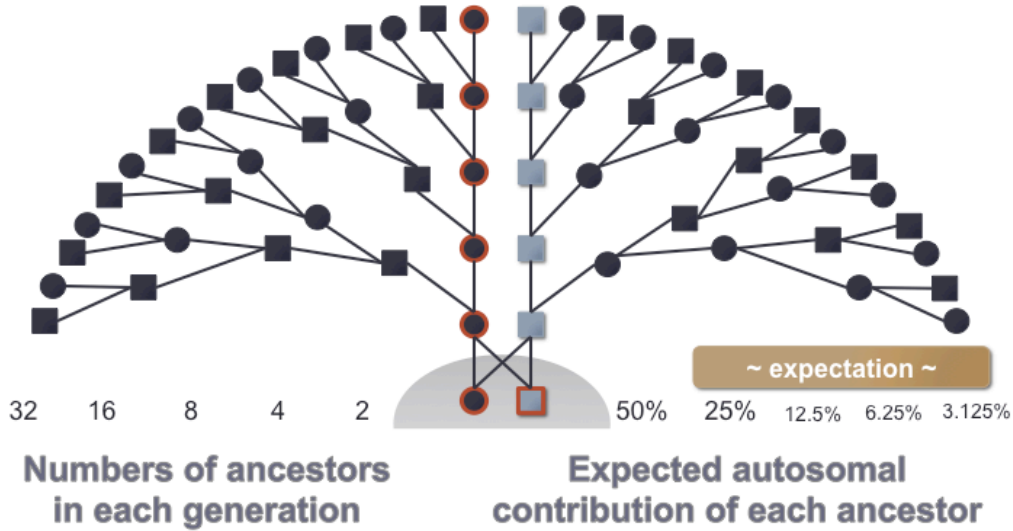 ~ expectation ~
32 16 8 4 2 50% 25% 12.5% 6.25% 3.125%
Numbers of ancestors
in each generation
Expected autosomal
contribution of each ancestor